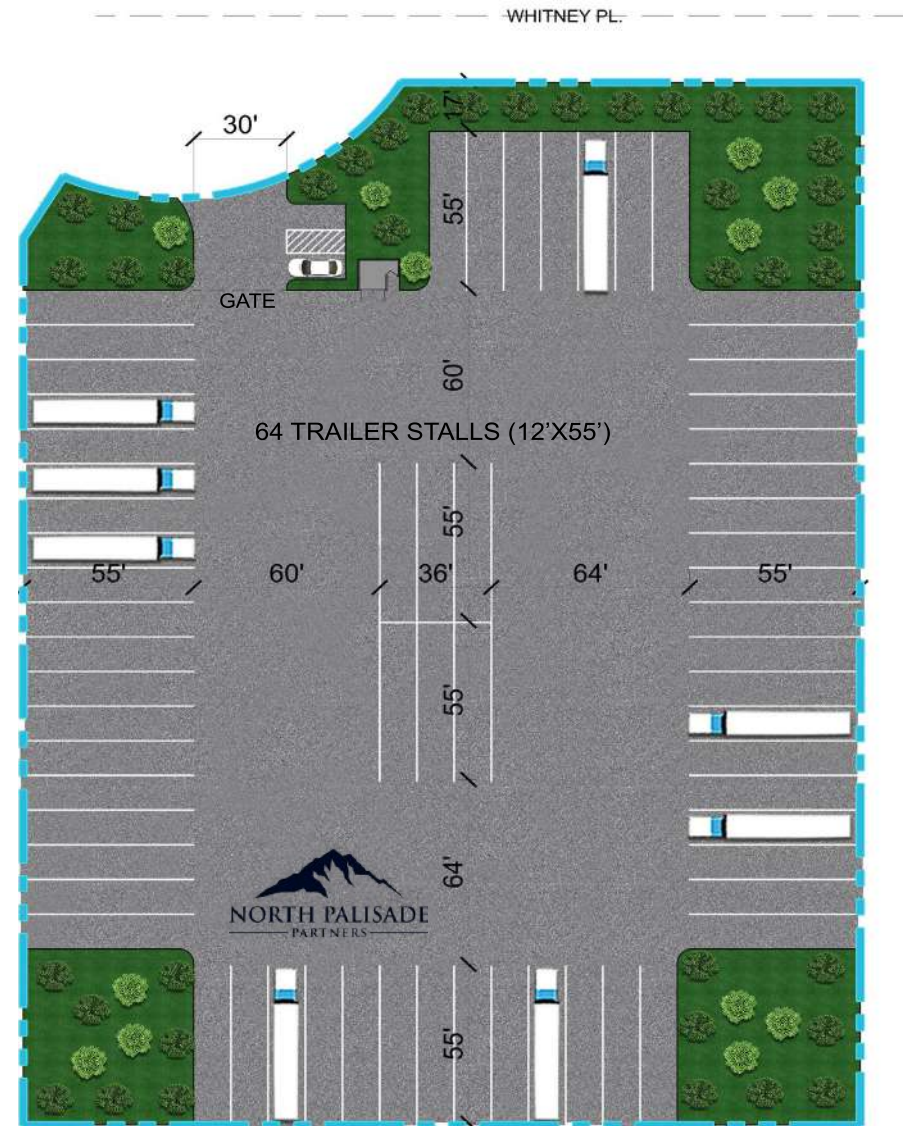 WHITNEY PL.
17'
30'
55'
GATE
60'
64 TRAILER STALLS (12'X55')
55'
55'
60'
36'
64'
55'
55'
64'
NORTH PALISADE
PARTNERS
55'